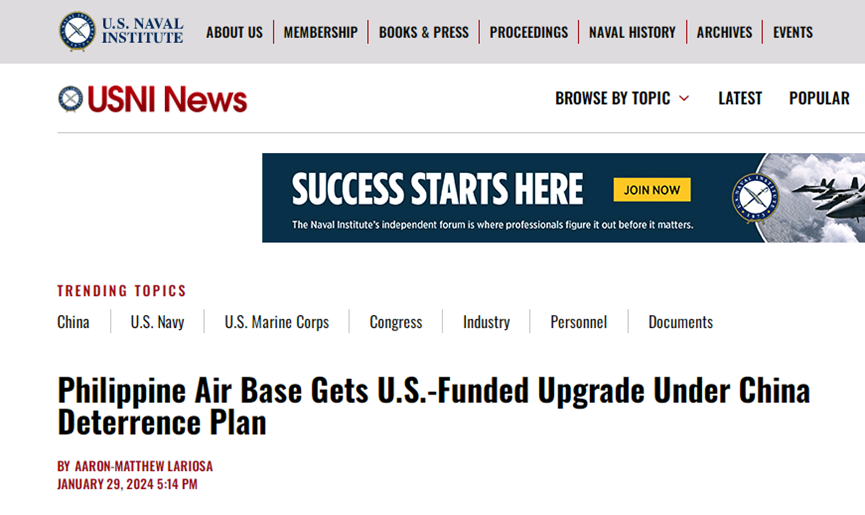 U.S. NAVAL
INSTITUTE
ABOUT US
MEMBERSHIP
BOOKS & PRESS
PROCEEDINGS
NAVAL HISTORY
ARCHIVES
EVENTS
USNI News
BROWSE BY TOPIC
LATEST
POPULAR
SUCCESS STARTS HERE
JOIN NOW
The Naval Institute's independent forum is where professionals figure it out before it matters.
TRENDING TOPICS
China
U.S. Navy
U.S. Marine Corps
Congress
Industry
Personnel
Documents
Philippine Air Base Gets U.S.-Funded Upgrade Under China
Deterrence Plan
BY AARON-MATTHEW LARIOSA
JANUARY 29, 2024 5:14 PM